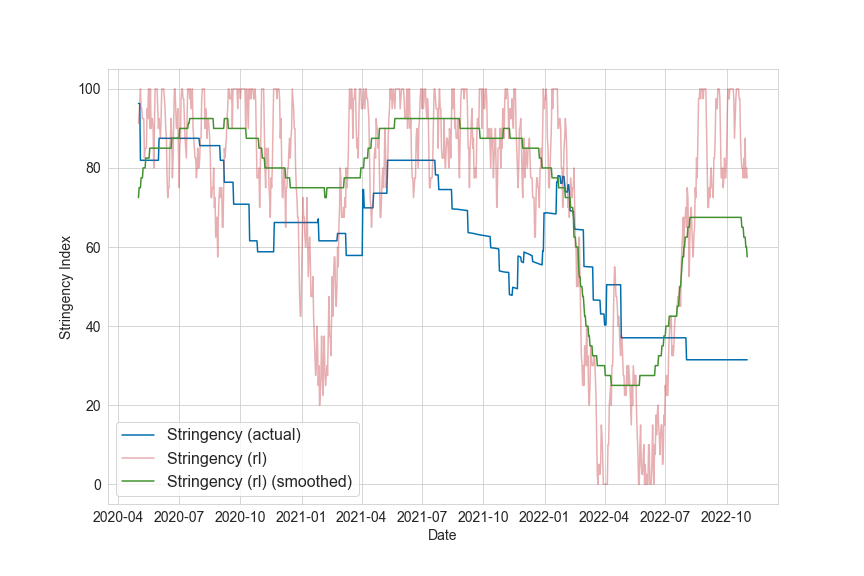 100
80
60
40
20
0
Stringency Index
Stringency (actual)
Stringency (rl)
Stringency (rl) (smoothed)
2020-04 2020-07 2020-10 2021-01 2021-04 2021-07 2021-10 2022-01 2022-04 2022-07 2022-10
Date